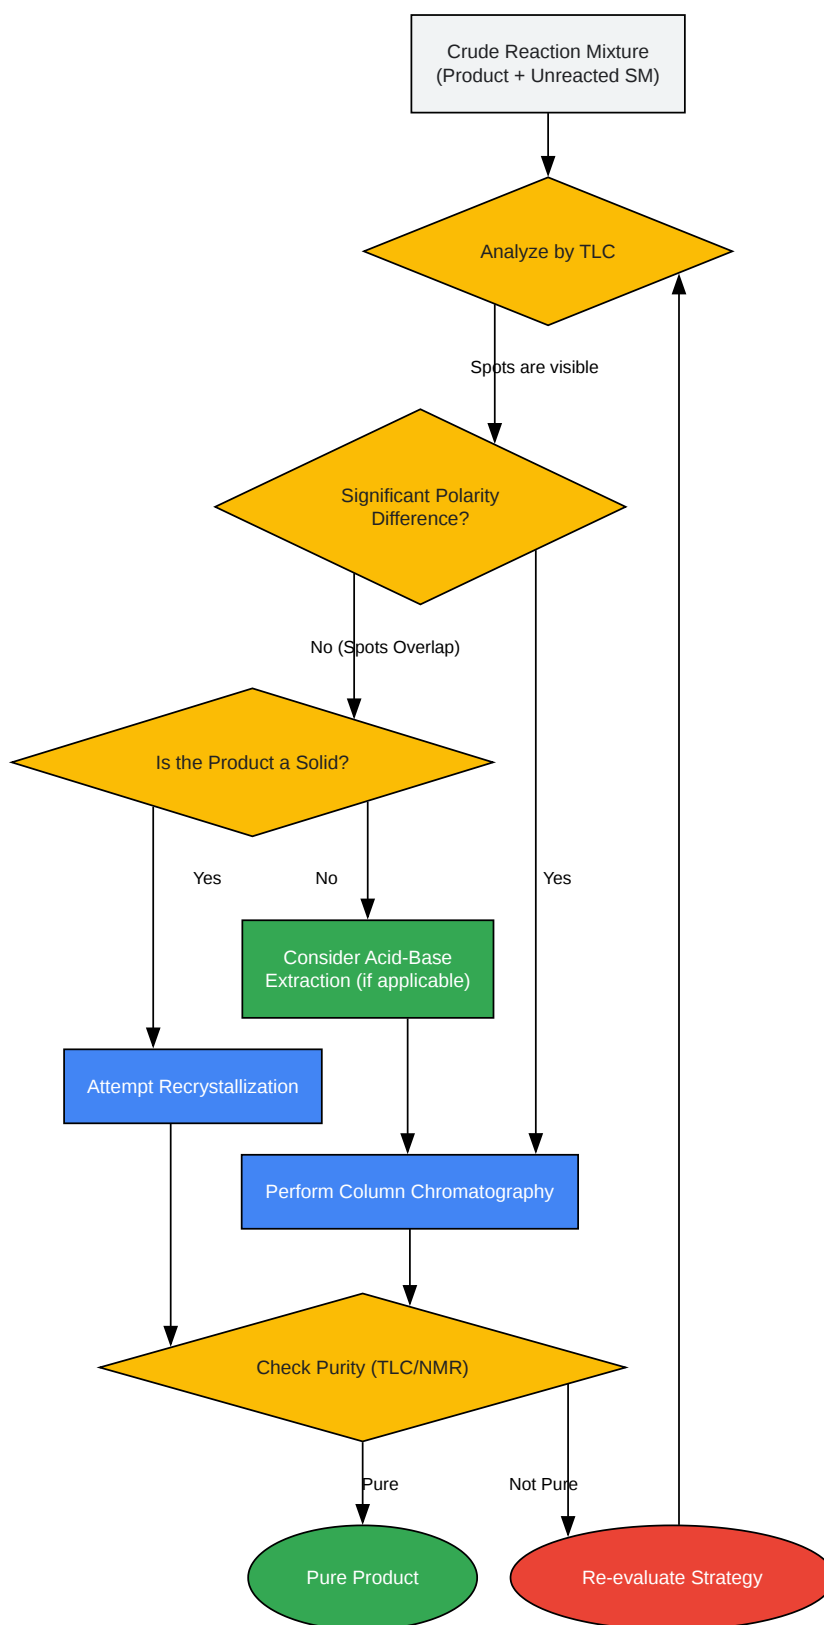 Crude Reaction Mixture
(Product + Unreacted SM)
Analyze by TLC
Spots are visible
Significant Polarity
Difference?
No (Spots Overlap)
Is the Product a Solid?
Yes
No
Yes
Consider Acid-Base
Extraction (if applicable)
Attempt Recrystallization
Perform Column Chromatography
Check Purity (TLC/NMR)
Pure
Not Pure
Pure Product
Re-evaluate Strategy